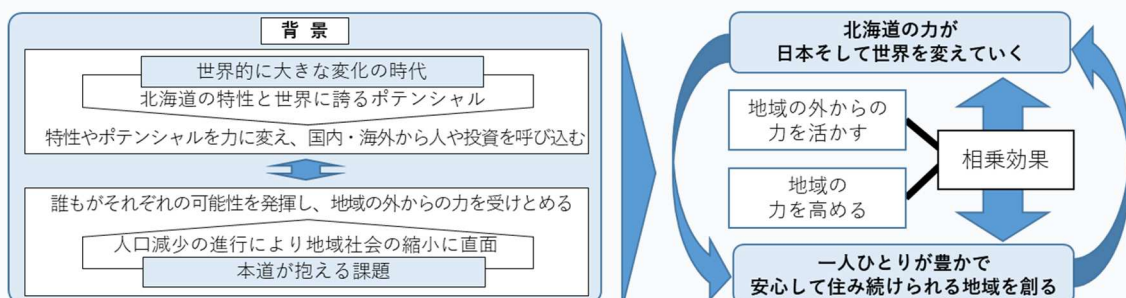 背 景
世界的に大きな変化の時代
北海道の特性と世界に誇るポテンシャル
特性やポテンシャルを力に変え、国内・海外から人や投資を呼び込む
誰もがそれぞれの可能性を発揮し、地域の外からの力を受けとめる
人口減少の進行により地域社会の縮小に直面
本道が抱える課題
北海道の力が
日本そして世界を変えていく
地域の外からの
力を活かす
相乗効果
地域の
力を高める
一人ひとりが豊かで
安心して住み続けられる地域を創る